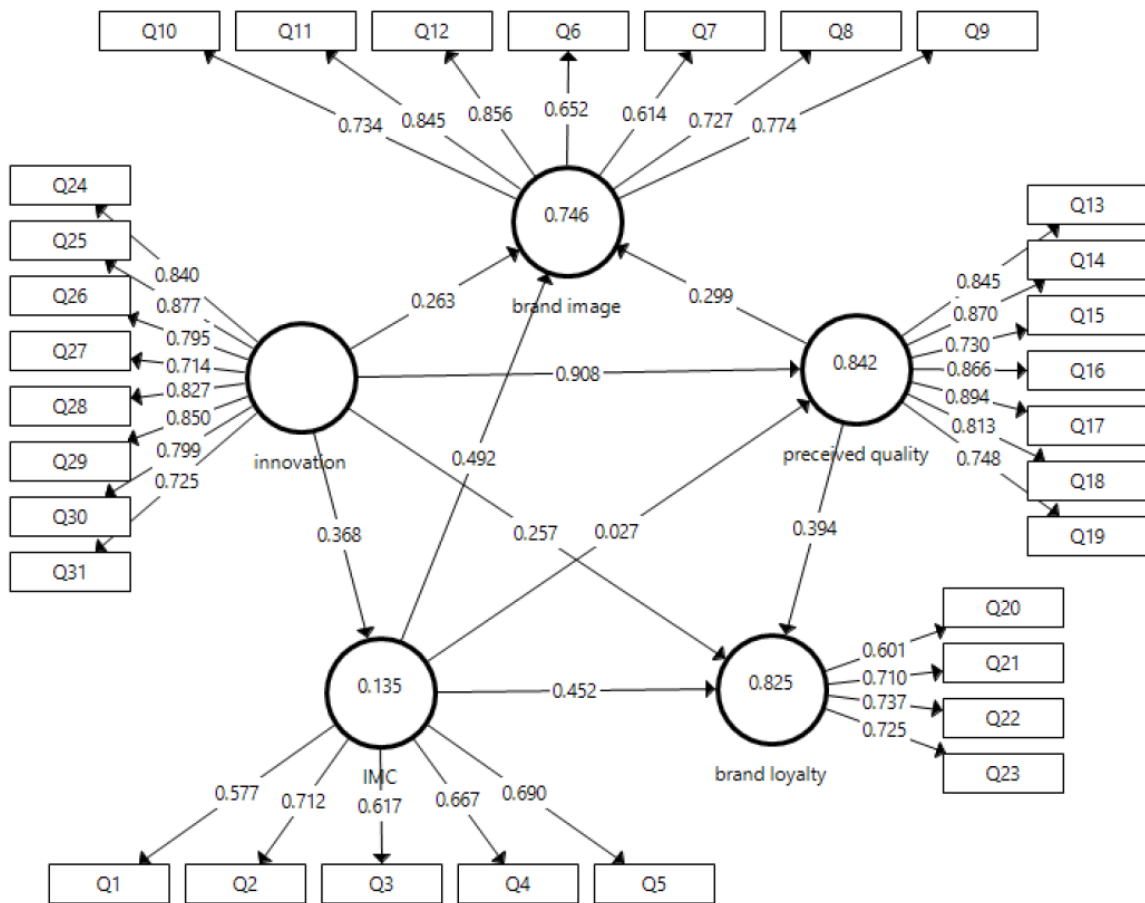 Q10 Q11 Q12 Q6 Q7 Q8 Q9
0.734 0.845 0.856 0.652 0.614 0.727 0.774
0.746
brand image
Q24
Q25
Q26
Q27
Q28
Q29
Q30
Q31
0.840
0.877
0.795
0.714
0.827
0.850
0.799
0.725
innovation
0.263
0.299
0.908
0.492
0.368
0.257
0.027
0.394
0.452
0.842
preceived quality
0.845
0.870
0.730
0.866
0.894
0.813
0.748
Q13
Q14
Q15
Q16
Q17
Q18
Q19
0.135
IMC
0.825
brand loyalty
0.601
0.710
0.737
0.725
Q20
Q21
Q22
Q23
0.577 0.712 0.617 0.667 0.690
Q1 Q2 Q3 Q4 Q5